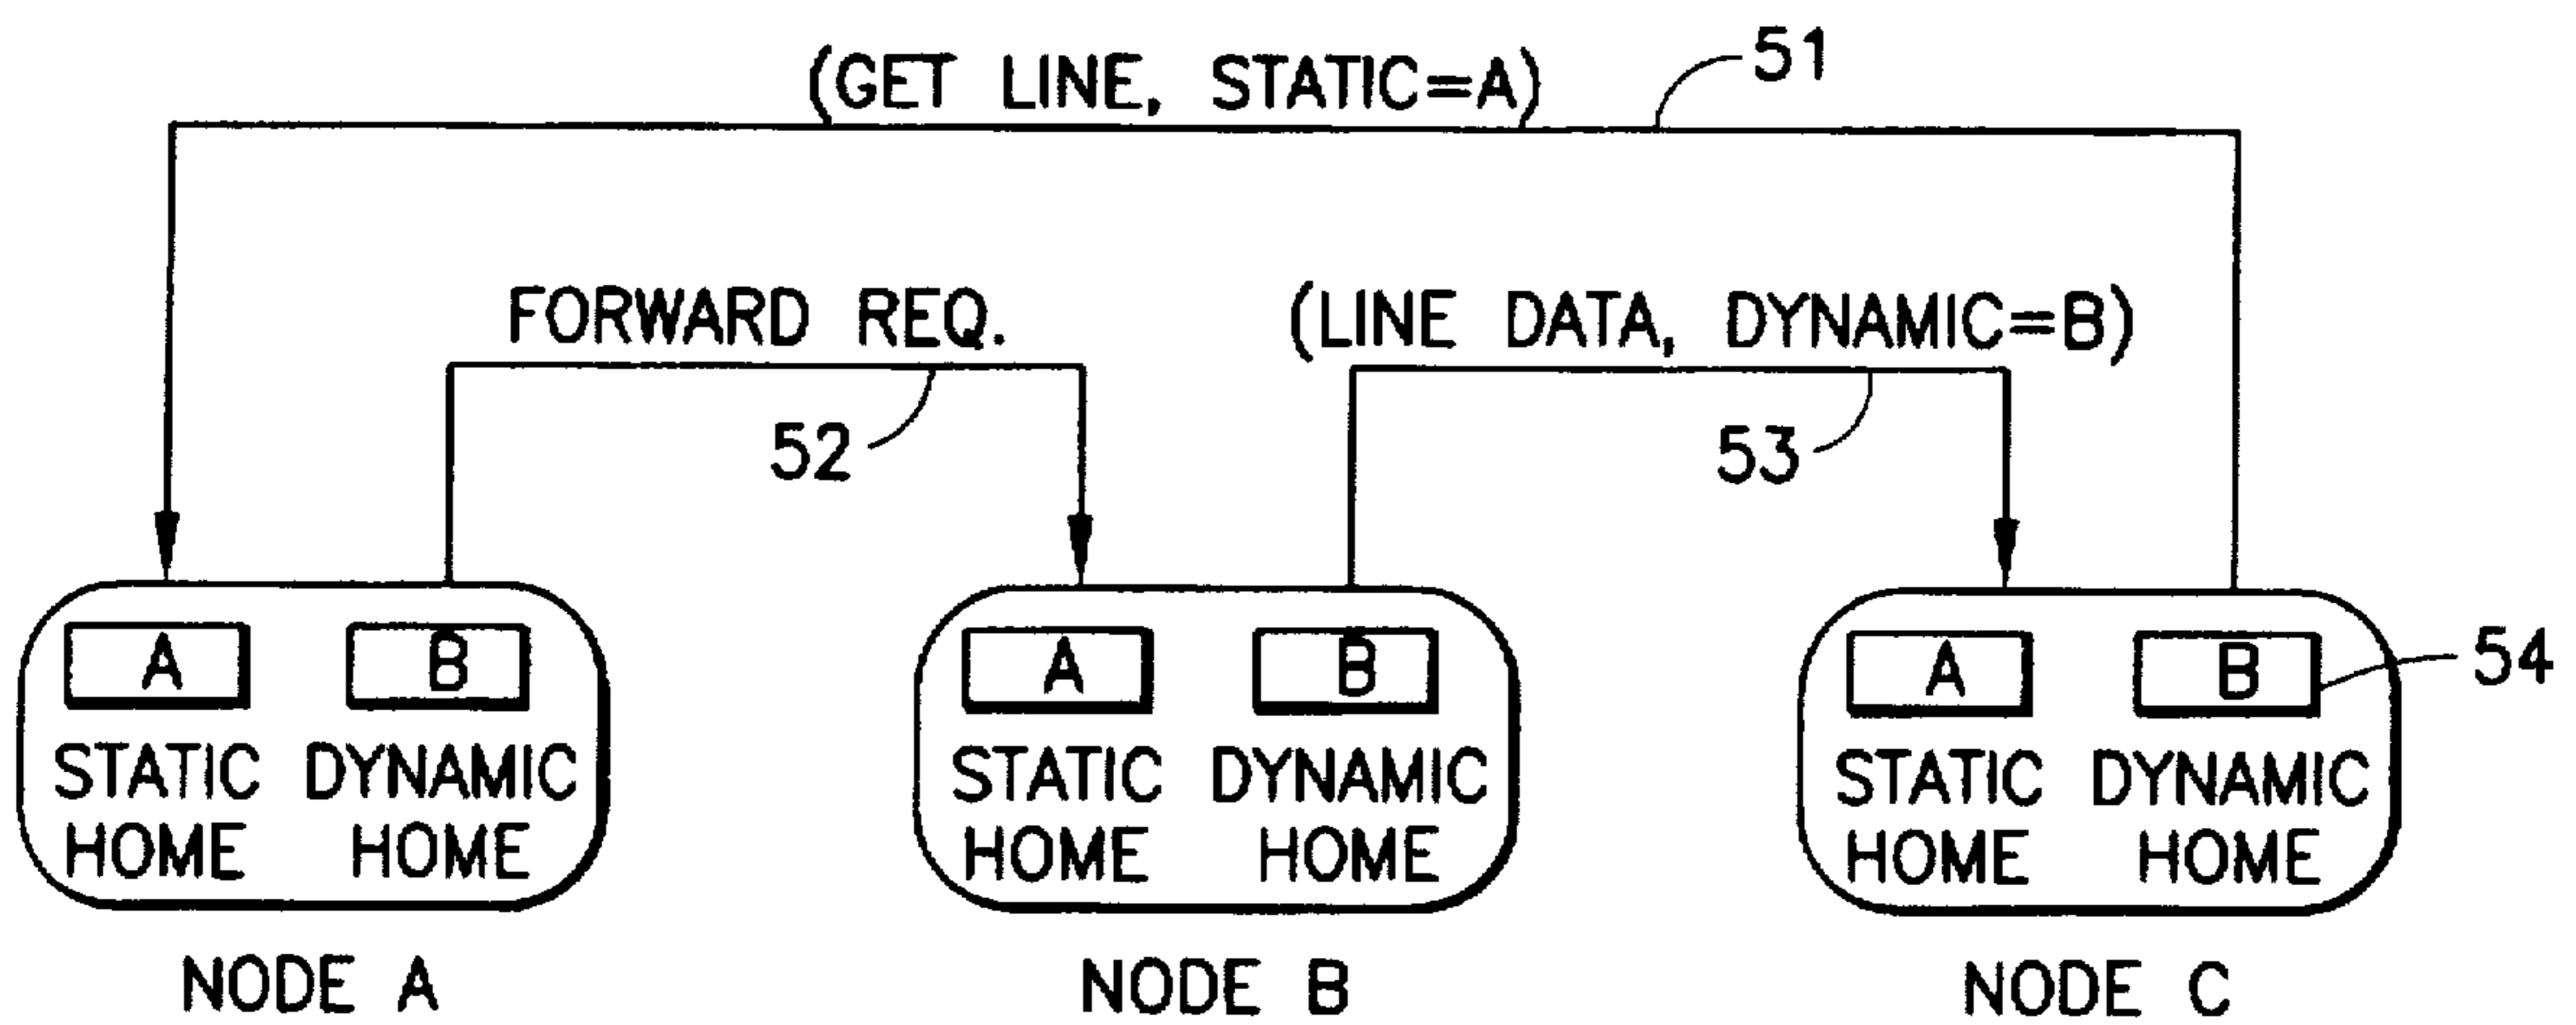 (GET LINE, STATIC=A) 51
FORWARD REQ. (LINE DATA, DYNAMIC=B)
52 53
A B A B A B 54
STATIC DYNAMIC STATIC DYNAMIC STATIC DYNAMIC
HOME HOME HOME HOME HOME HOME
NODE A NODE B NODE C